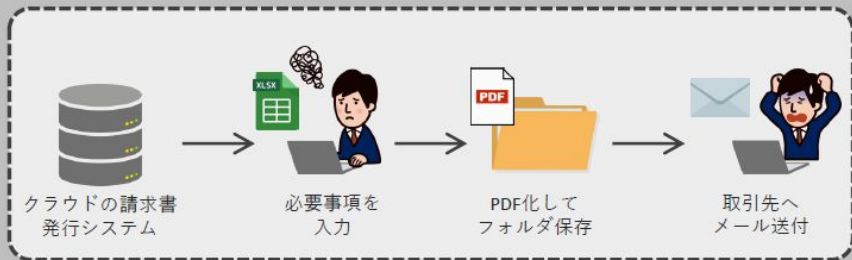 XLSX
PDF
クラウドの請求書
発行システム
必要事項を
入力
PDF化して
フォルダ保存
取引先へ
メール送付